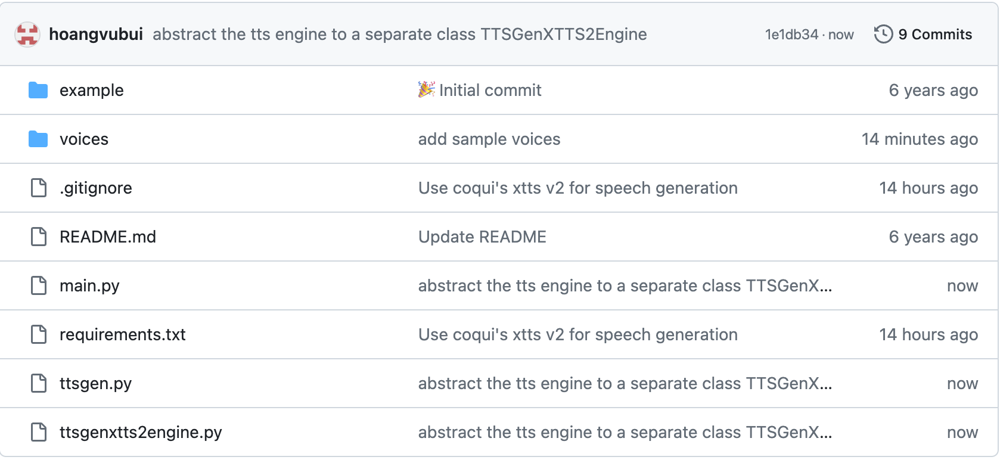 hoangvubui abstract the tts engine to a separate class TTSGenXTTS2Engine 1e1db34 · now 9 Commits
example 🎉 Initial commit 6 years ago
voices add sample voices 14 minutes ago
.gitignore Use coqui's xtts v2 for speech generation 14 hours ago
README.md Update README 6 years ago
main.py abstract the tts engine to a separate class TTSGenX... now
requirements.txt Use coqui's xtts v2 for speech generation 14 hours ago
ttsgen.py abstract the tts engine to a separate class TTSGenX... now
ttsgenxtts2engine.py abstract the tts engine to a separate class TTSGenX... now